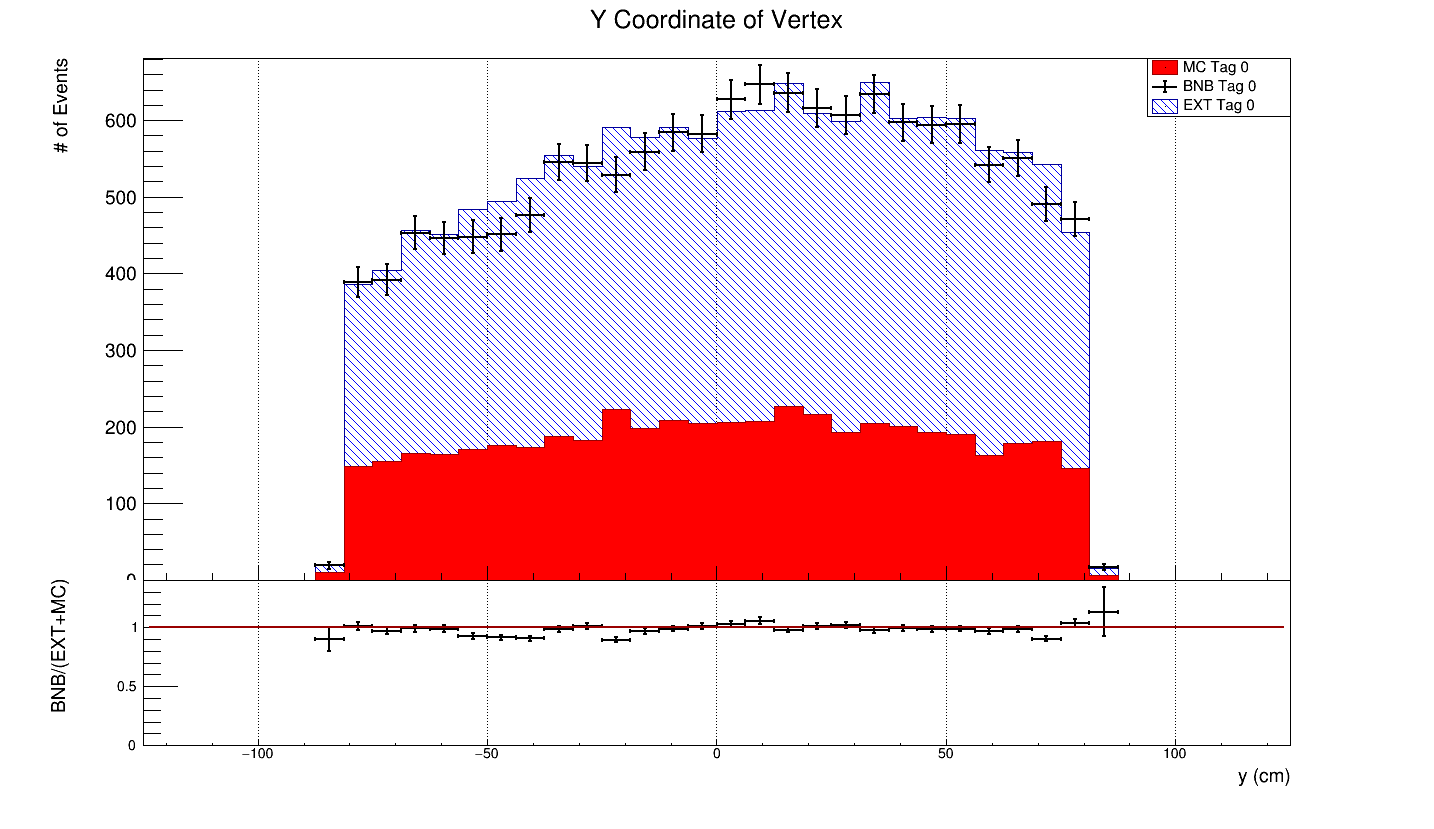 Y Coordinate of Vertex
# of Events
MC Tag 0
BNB Tag 0
EXT Tag 0
600
500
400
300
200
100
0
BNB/(EXT+MC)
1
0.5
0
−100
−50
0
50
100
y (cm)